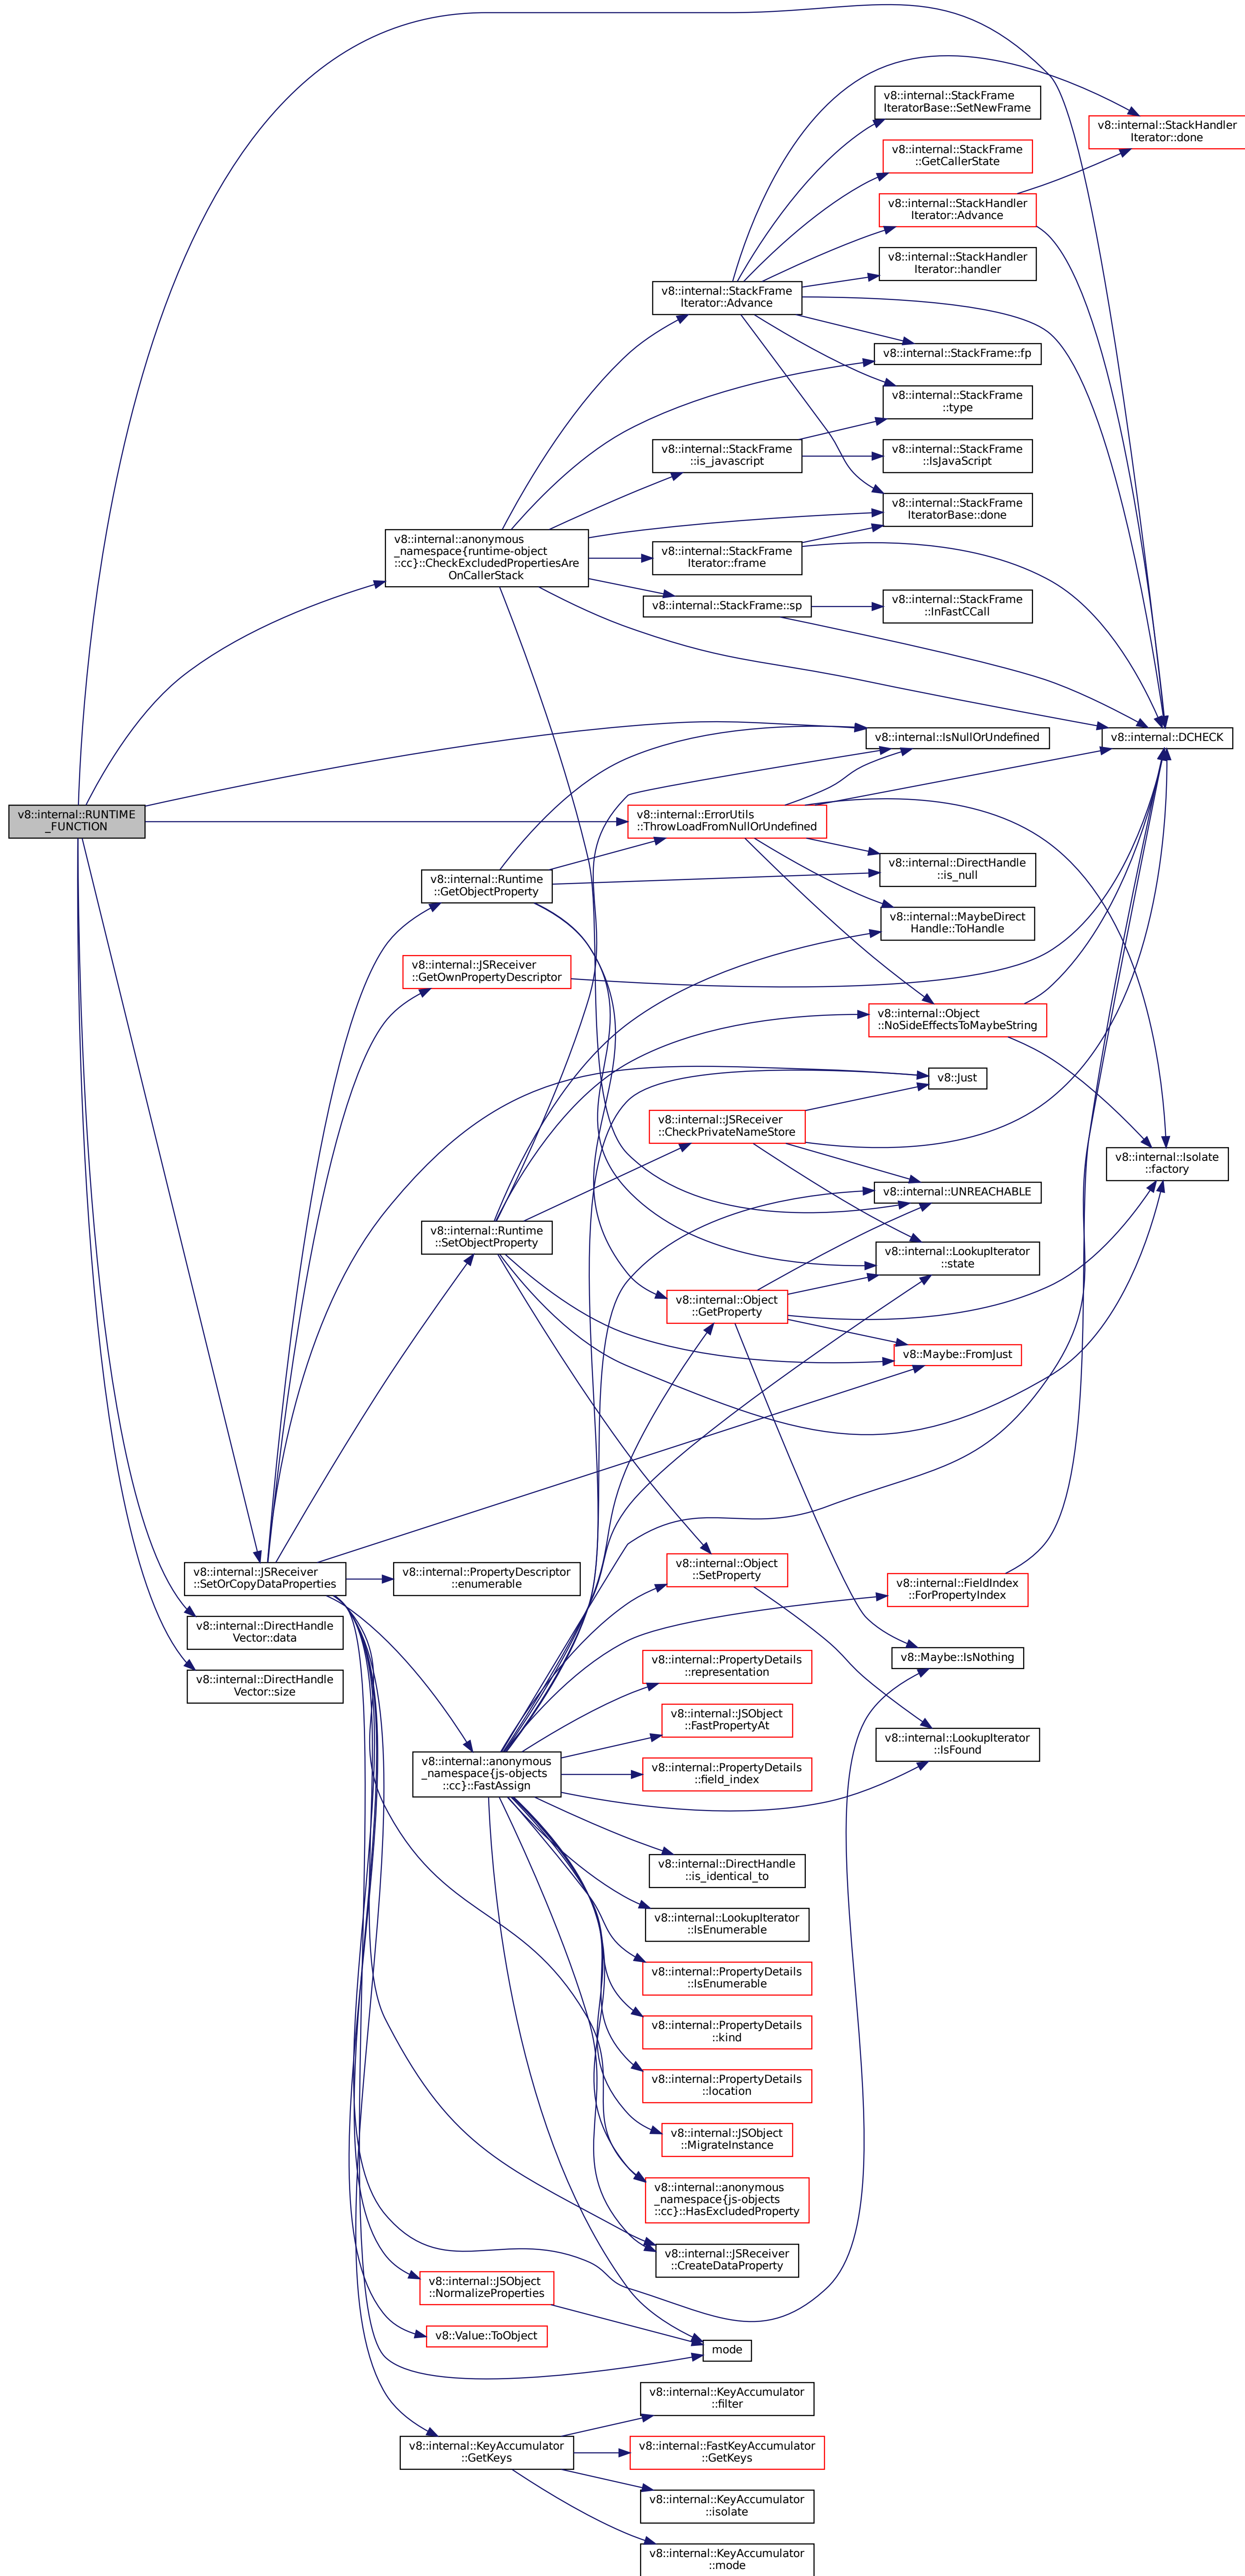 v8::internal::StackFrame
IteratorBase::SetNewFrame
v8::internal::StackHandler
Iterator::done
v8::internal::StackFrame
::GetCallerState
v8::internal::StackHandler
Iterator::Advance
v8::internal::StackHandler
Iterator::handler
v8::internal::StackFrame
Iterator::Advance
v8::internal::StackFrame::fp
v8::internal::StackFrame
::type
v8::internal::StackFrame
::is_javascript
v8::internal::StackFrame
::IsJavaScript
v8::internal::StackFrame
IteratorBase::done
v8::internal::anonymous
_namespace{runtime-object
::cc}::CheckExcludedPropertiesAre
OnCallerStack
v8::internal::StackFrame
Iterator::frame
v8::internal::StackFrame::sp
v8::internal::StackFrame
::InFastCCall
v8::internal::IsNullOrUndefined
v8::internal::DCHECK
v8::internal::RUNTIME
_FUNCTION
v8::internal::ErrorUtils
::ThrowLoadFromNullOrUndefined
v8::internal::Runtime
::GetObjectProperty
v8::internal::DirectHandle
::is_null
v8::internal::MaybeDirect
Handle::ToHandle
v8::internal::JSReceiver
::GetOwnPropertyDescriptor
v8::internal::Object
::NoSideEffectsToMaybeString
v8::Just
v8::internal::JSReceiver
::CheckPrivateNameStore
v8::internal::Isolate
::factory
v8::internal::UNREACHABLE
v8::internal::Runtime
::SetObjectProperty
v8::internal::LookupIterator
::state
v8::internal::Object
::GetProperty
v8::Maybe::FromJust
v8::internal::JSReceiver
::SetOrCopyDataProperties
v8::internal::PropertyDescriptor
::enumerable
v8::internal::Object
::SetProperty
v8::internal::FieldIndex
::ForPropertyIndex
v8::internal::DirectHandle
Vector::data
v8::Maybe::IsNothing
v8::internal::PropertyDetails
::representation
v8::internal::DirectHandle
Vector::size
v8::internal::JSObject
::FastPropertyAt
v8::internal::LookupIterator
::IsFound
v8::internal::anonymous
_namespace{js-objects
::cc}::FastAssign
v8::internal::PropertyDetails
::field_index
v8::internal::DirectHandle
::is_identical_to
v8::internal::LookupIterator
::IsEnumerable
v8::internal::PropertyDetails
::IsEnumerable
v8::internal::PropertyDetails
::kind
v8::internal::PropertyDetails
::location
v8::internal::JSObject
::MigrateInstance
v8::internal::anonymous
_namespace{js-objects
::cc}::HasExcludedProperty
v8::internal::JSReceiver
::CreateDataProperty
v8::internal::JSObject
::NormalizeProperties
v8::Value::ToObject
mode
v8::internal::KeyAccumulator
::filter
v8::internal::KeyAccumulator
::GetKeys
v8::internal::FastKeyAccumulator
::GetKeys
v8::internal::KeyAccumulator
::isolate
v8::internal::KeyAccumulator
::mode